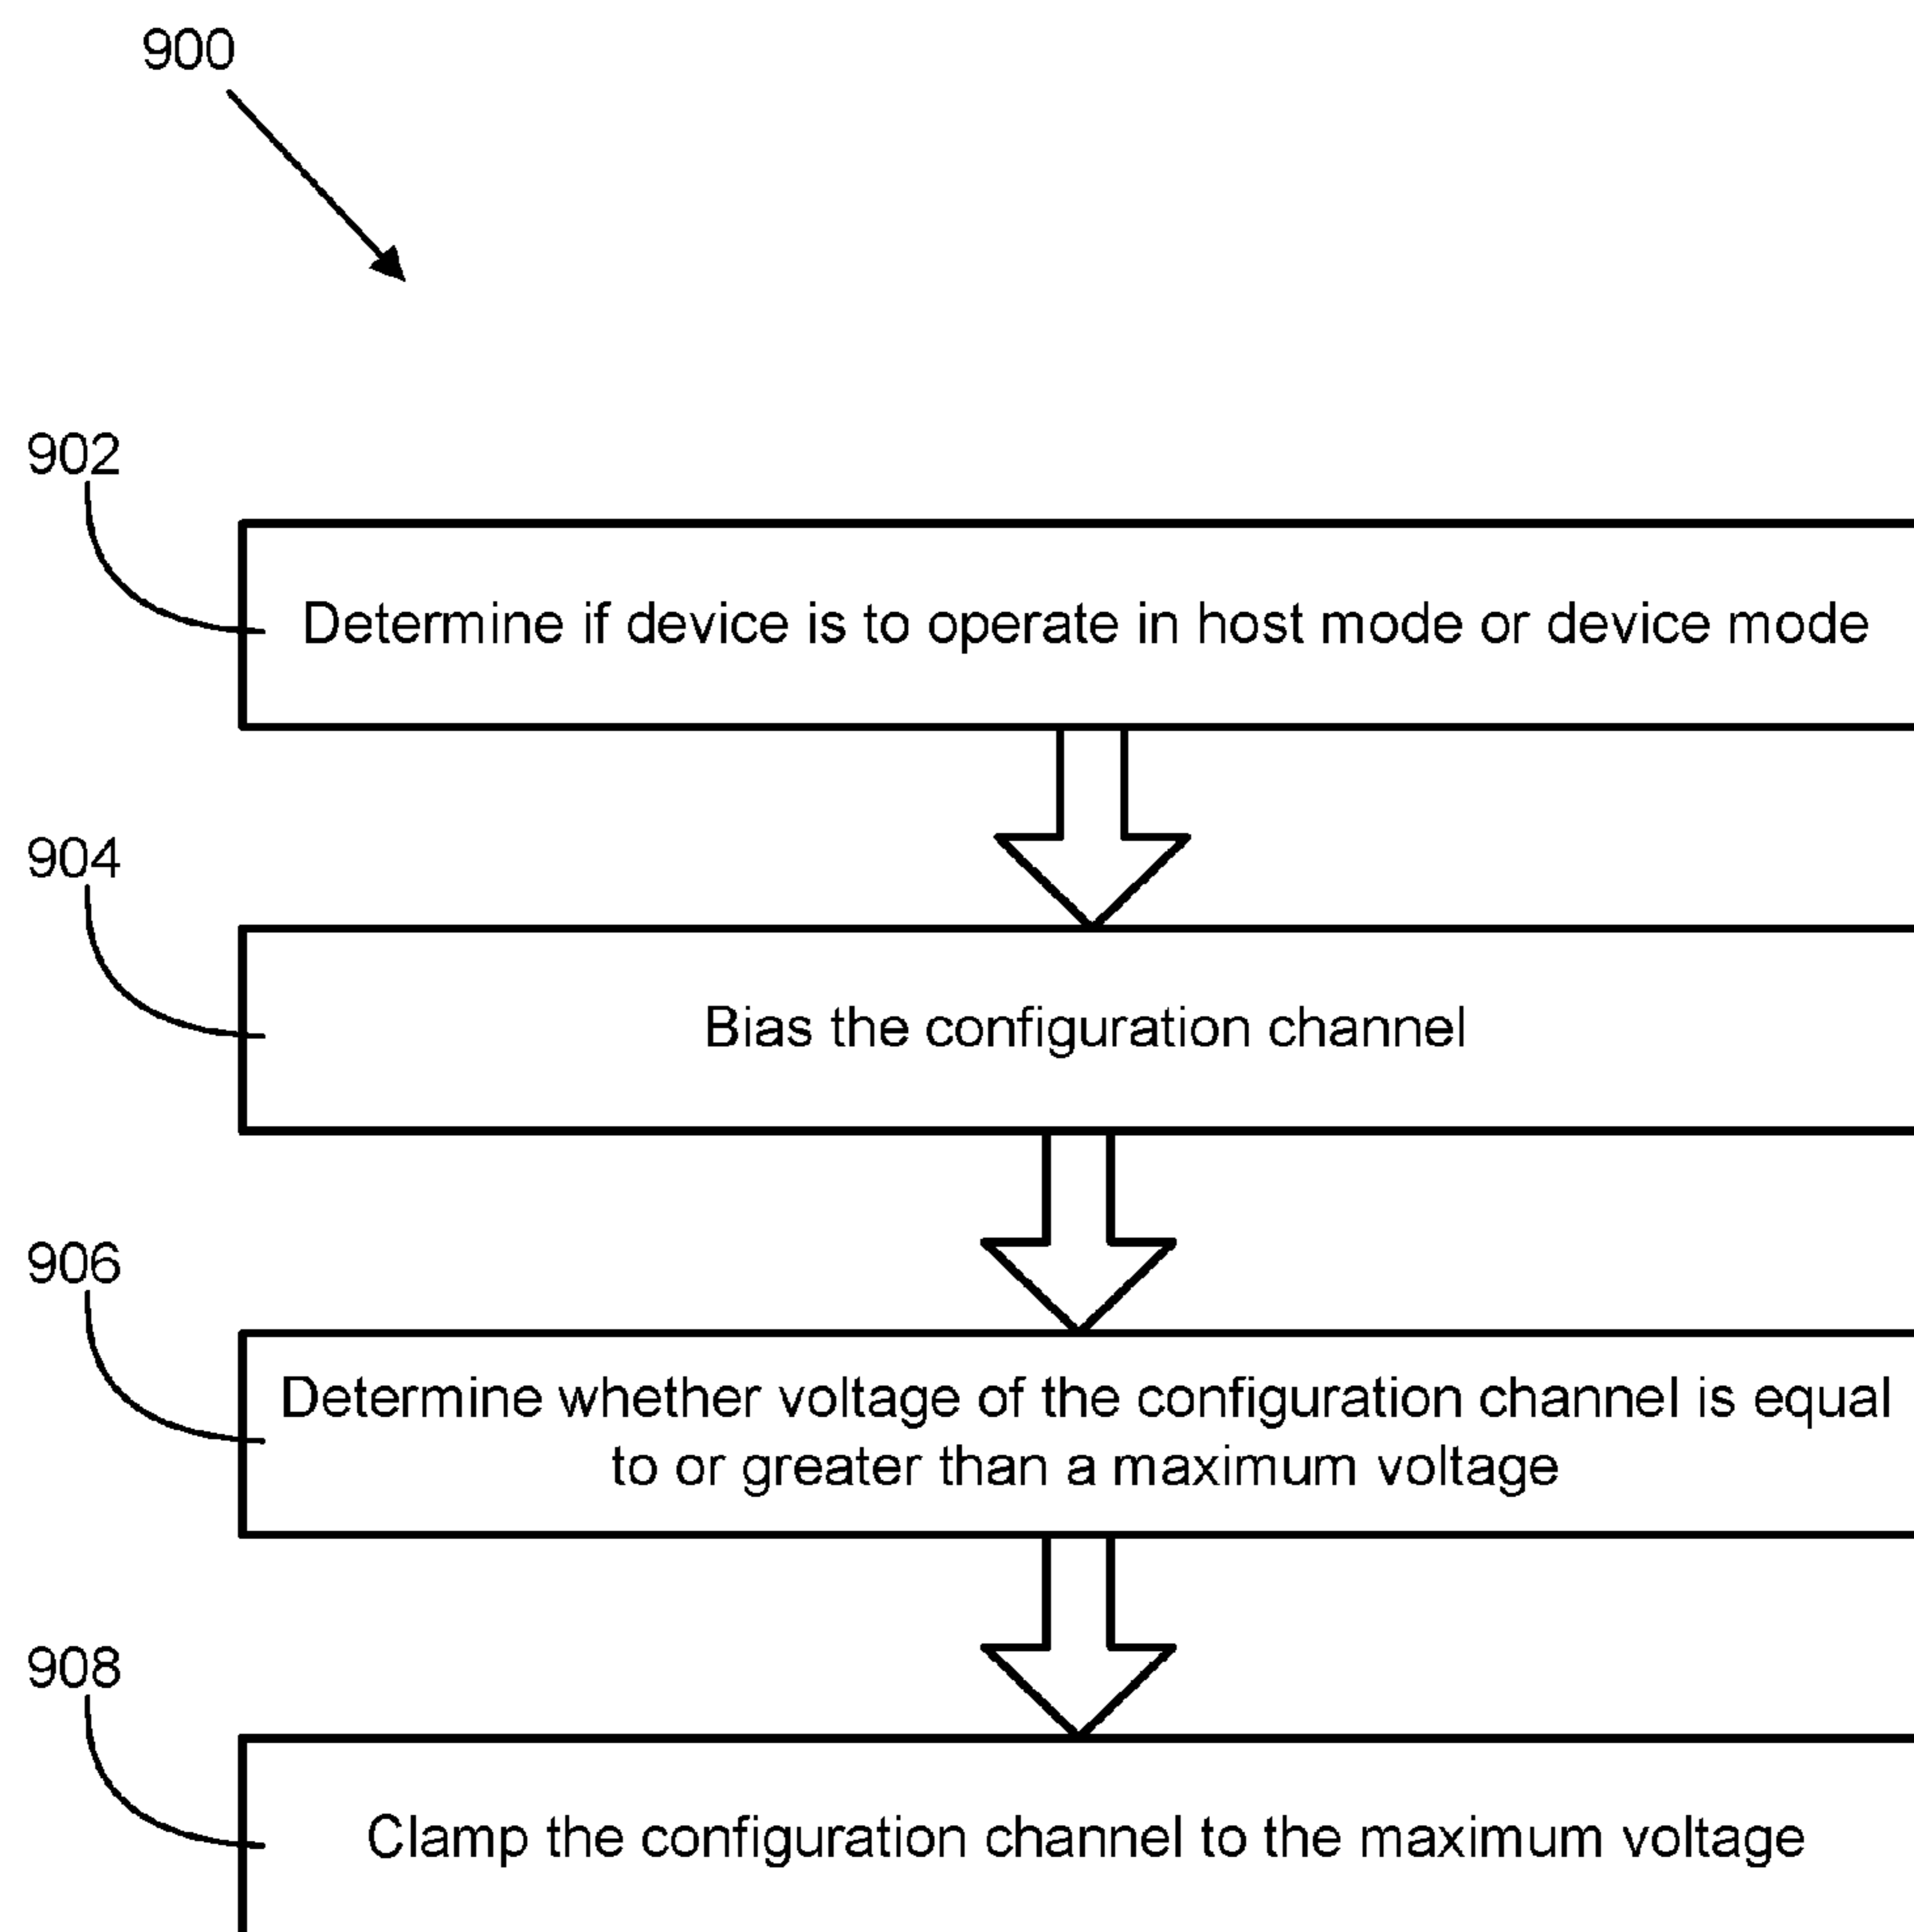 900
902
Determine if device is to operate in host mode or device mode
904
Bias the configuration channel
906
Determine whether voltage of the configuration channel is equal
to or greater than a maximum voltage
908
Clamp the configuration channel to the maximum voltage